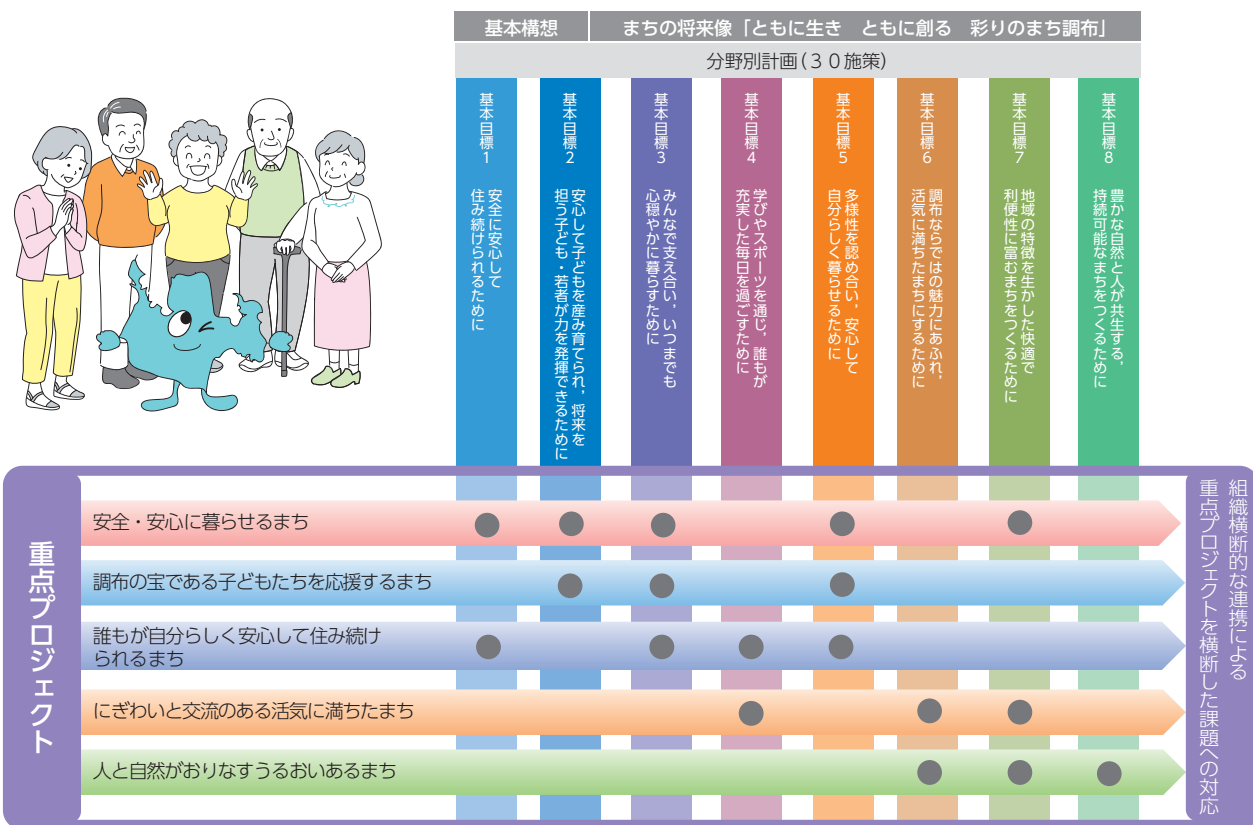 基本構想
まちの将来像「ともに生き　ともに創る　彩りのまち調布」
分野別計画(３０施策)
基本目標1
安全に安心して
住み続けられるために
基本目標2
安心して子どもを産み育てられ，将来を
担う子ども・若者が力を発揮できるために
基本目標3
みんなで支え合い，いつまでも
心穏やかに暮らすために
基本目標4
学びやスポーツを通じ，誰もが
充実した毎日を過ごすために
基本目標5
多様性を認め合い，安心して
自分らしく暮らせるために
基本目標6
調布ならではの魅力にあふれ，
活気に満ちたまちにするために
基本目標7
地域の特徴を生かした快適で
利便性に富むまちをつくるために
基本目標8
豊かな自然と人が共生する，
持続可能なまちをつくるために
重点プロジェクト
安全・安心に暮らせるまち
調布の宝である子どもたちを応援するまち
誰もが自分らしく安心して住み続け
られるまち
にぎわいと交流のある活気に満ちたまち
人と自然がおりなすうるおいあるまち
組織横断的な連携による
重点プロジェクトを横断した課題への対応